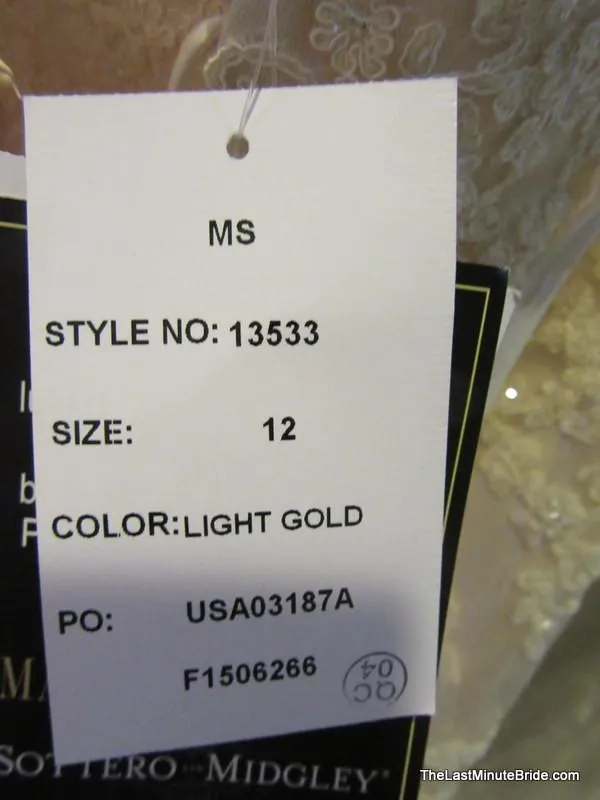 MS
STYLE NO: 13533
SIZE: 12
COLOR: LIGHT GOLD
PO: USA03187A
F1506266
QC
04
SOTTERO MIDGLEY
TheLastMinuteBride.com